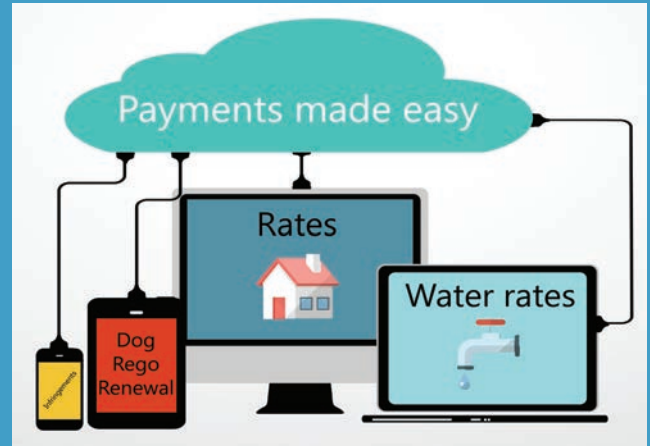 Payments made easy
Rates
Water rates
Dog
Rego
Renewal
Infringements